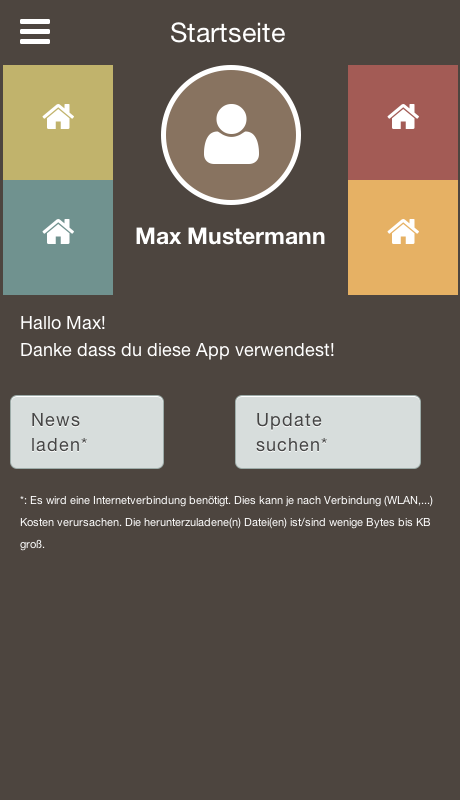 Startseite
Max Mustermann
Hallo Max!
Danke dass du diese App verwendest!
News
laden*
Update
suchen*
*: Es wird eine Internetverbindung benötigt. Dies kann je nach Verbindung (WLAN,...)
Kosten verursachen. Die herunterzuladene(n) Datei(en) ist/sind wenige Bytes bis KB
groß.